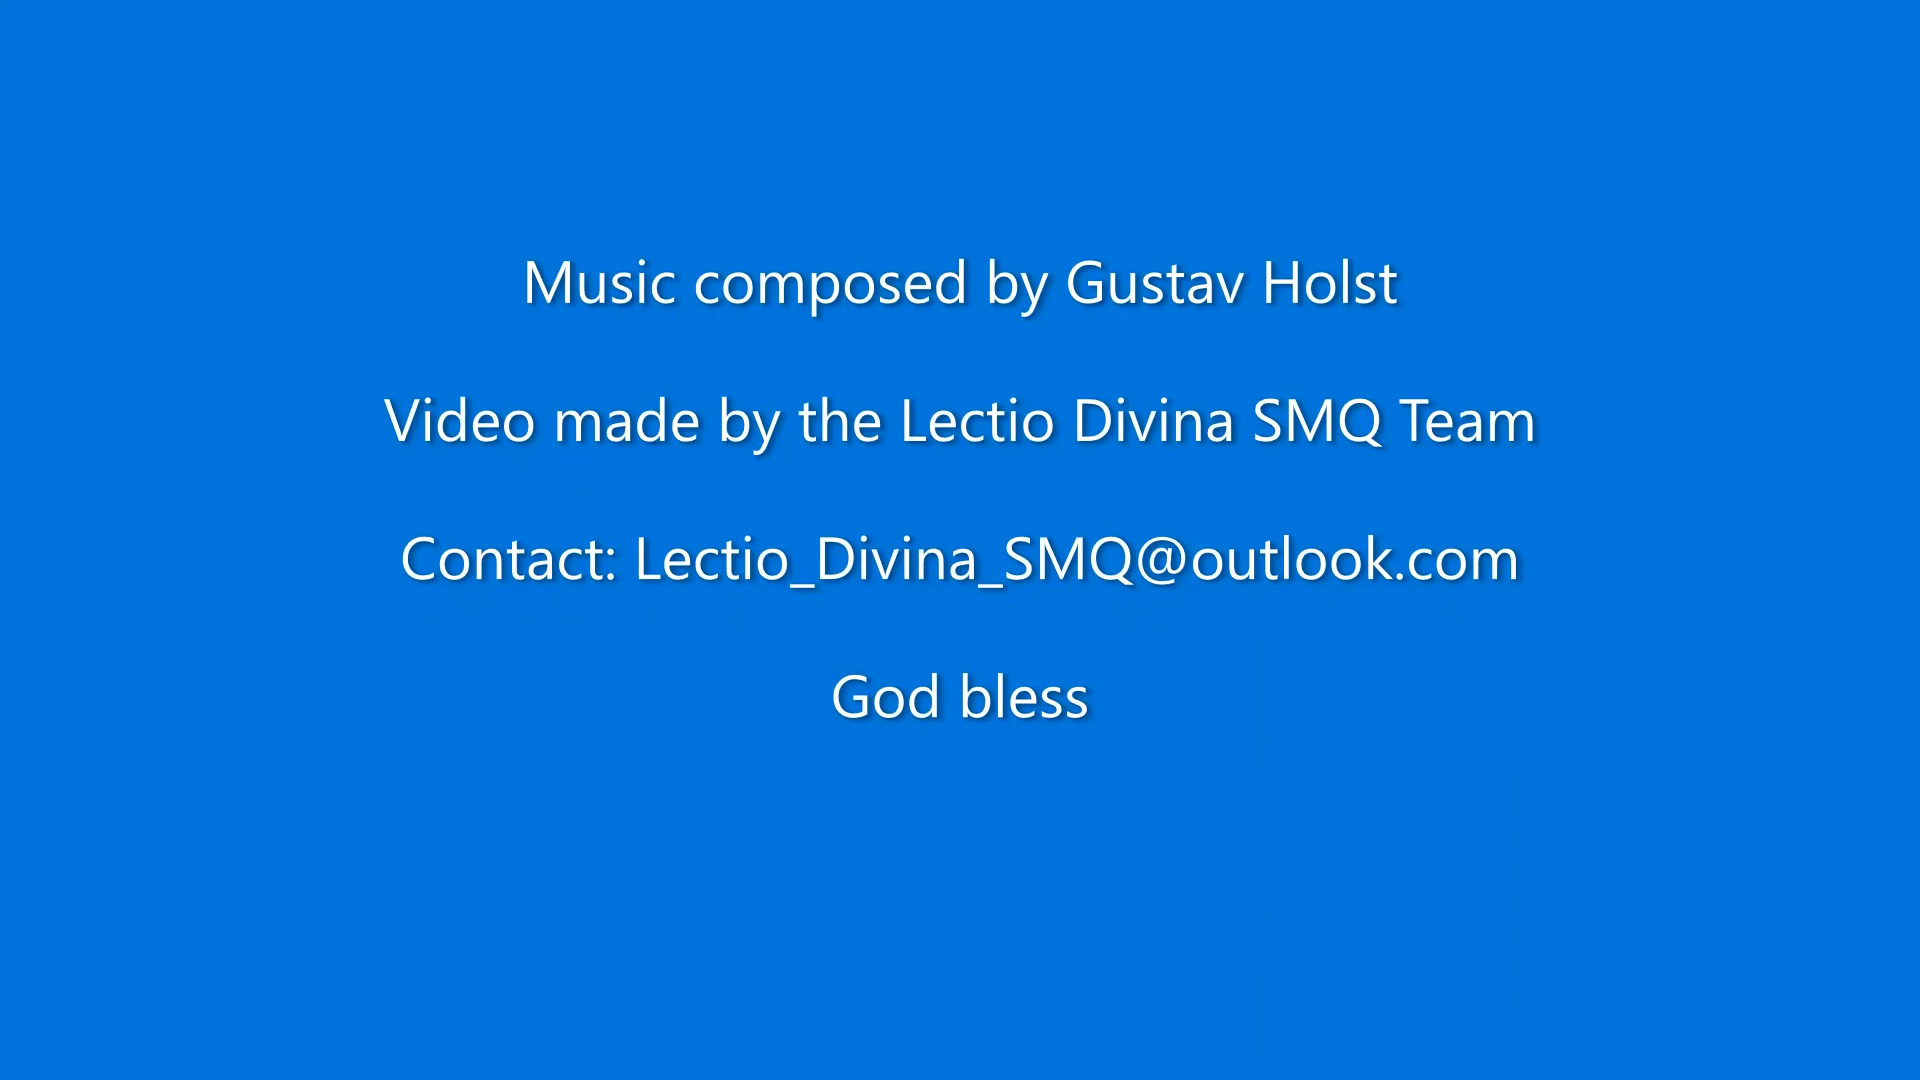 Music composed by Gustav Holst
Video made by the Lectio Divina SMQ Team
Contact: Lectio_Divina_SMQ@outlook.com
God bless